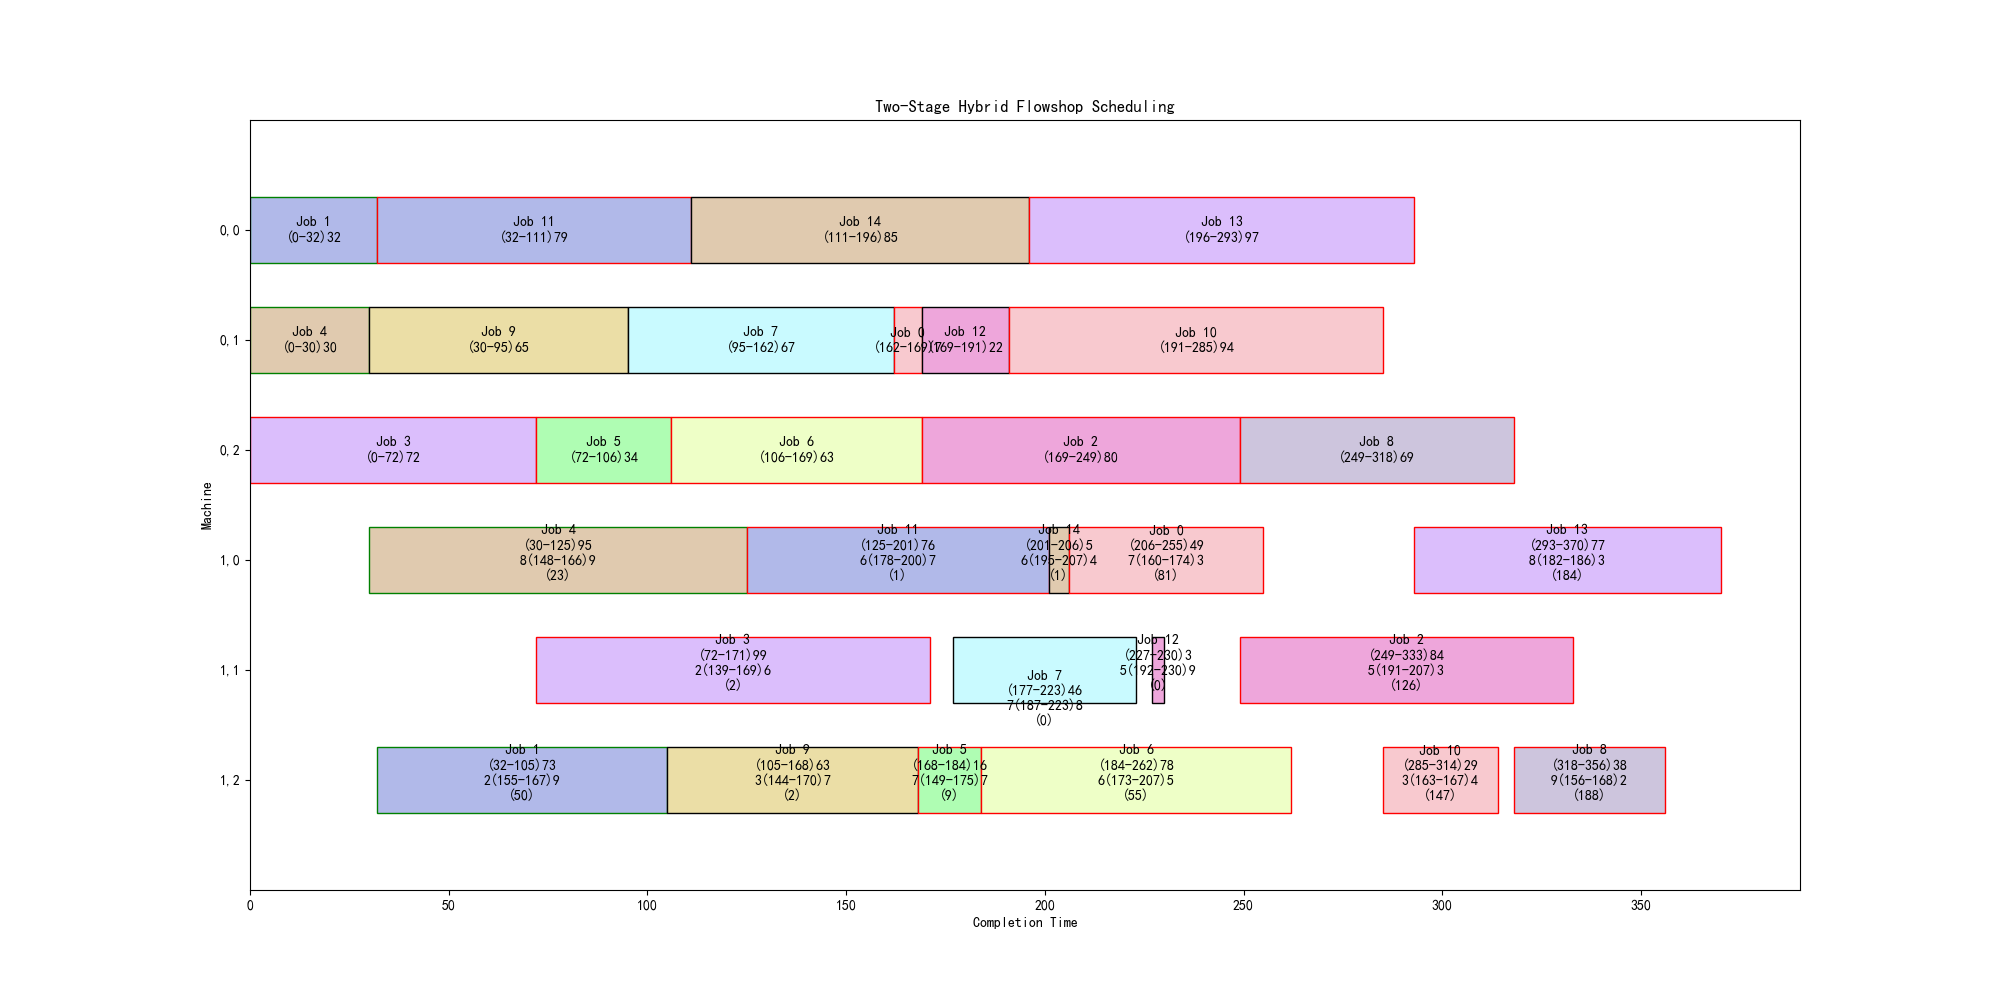 Two-Stage Hybrid Flowshop Scheduling
0,0
Job 1
(0-32)32
Job 11
(32-111)79
Job 14
(111-196)85
Job 13
(196-293)97
0,1
Job 4
(0-30)30
Job 9
(30-95)65
Job 7
(95-162)67
Job 0
(162-169)7
Job 12
(169-191)22
Job 10
(191-285)94
0,2
Job 3
(0-72)72
Job 5
(72-106)34
Job 6
(106-169)63
Job 2
(169-249)80
Job 8
(249-318)69
Machine
1,0
Job 4
(30-125)95
8(148-166)9
(23)
Job 11
(125-201)76
6(178-200)7
(1)
Job 14
(201-206)5
6(195-207)4
(1)
Job 0
(206-255)49
7(160-174)3
(81)
Job 13
(293-370)77
8(182-186)3
(184)
1,1
Job 3
(72-171)99
2(139-169)6
(2)
Job 7
(177-223)46
7(187-223)8
(0)
Job 12
(227-230)3
5(192-230)9
(0)
Job 2
(249-333)84
5(191-207)3
(126)
1,2
Job 1
(32-105)73
2(155-167)9
(50)
Job 9
(105-168)63
3(144-170)7
(2)
Job 5
(168-184)16
7(149-175)7
(9)
Job 6
(184-262)78
6(173-207)5
(55)
Job 10
(285-314)29
3(163-167)4
(147)
Job 8
(318-356)38
9(156-168)2
(188)
0
50
100
150
200
250
300
350
Completion Time